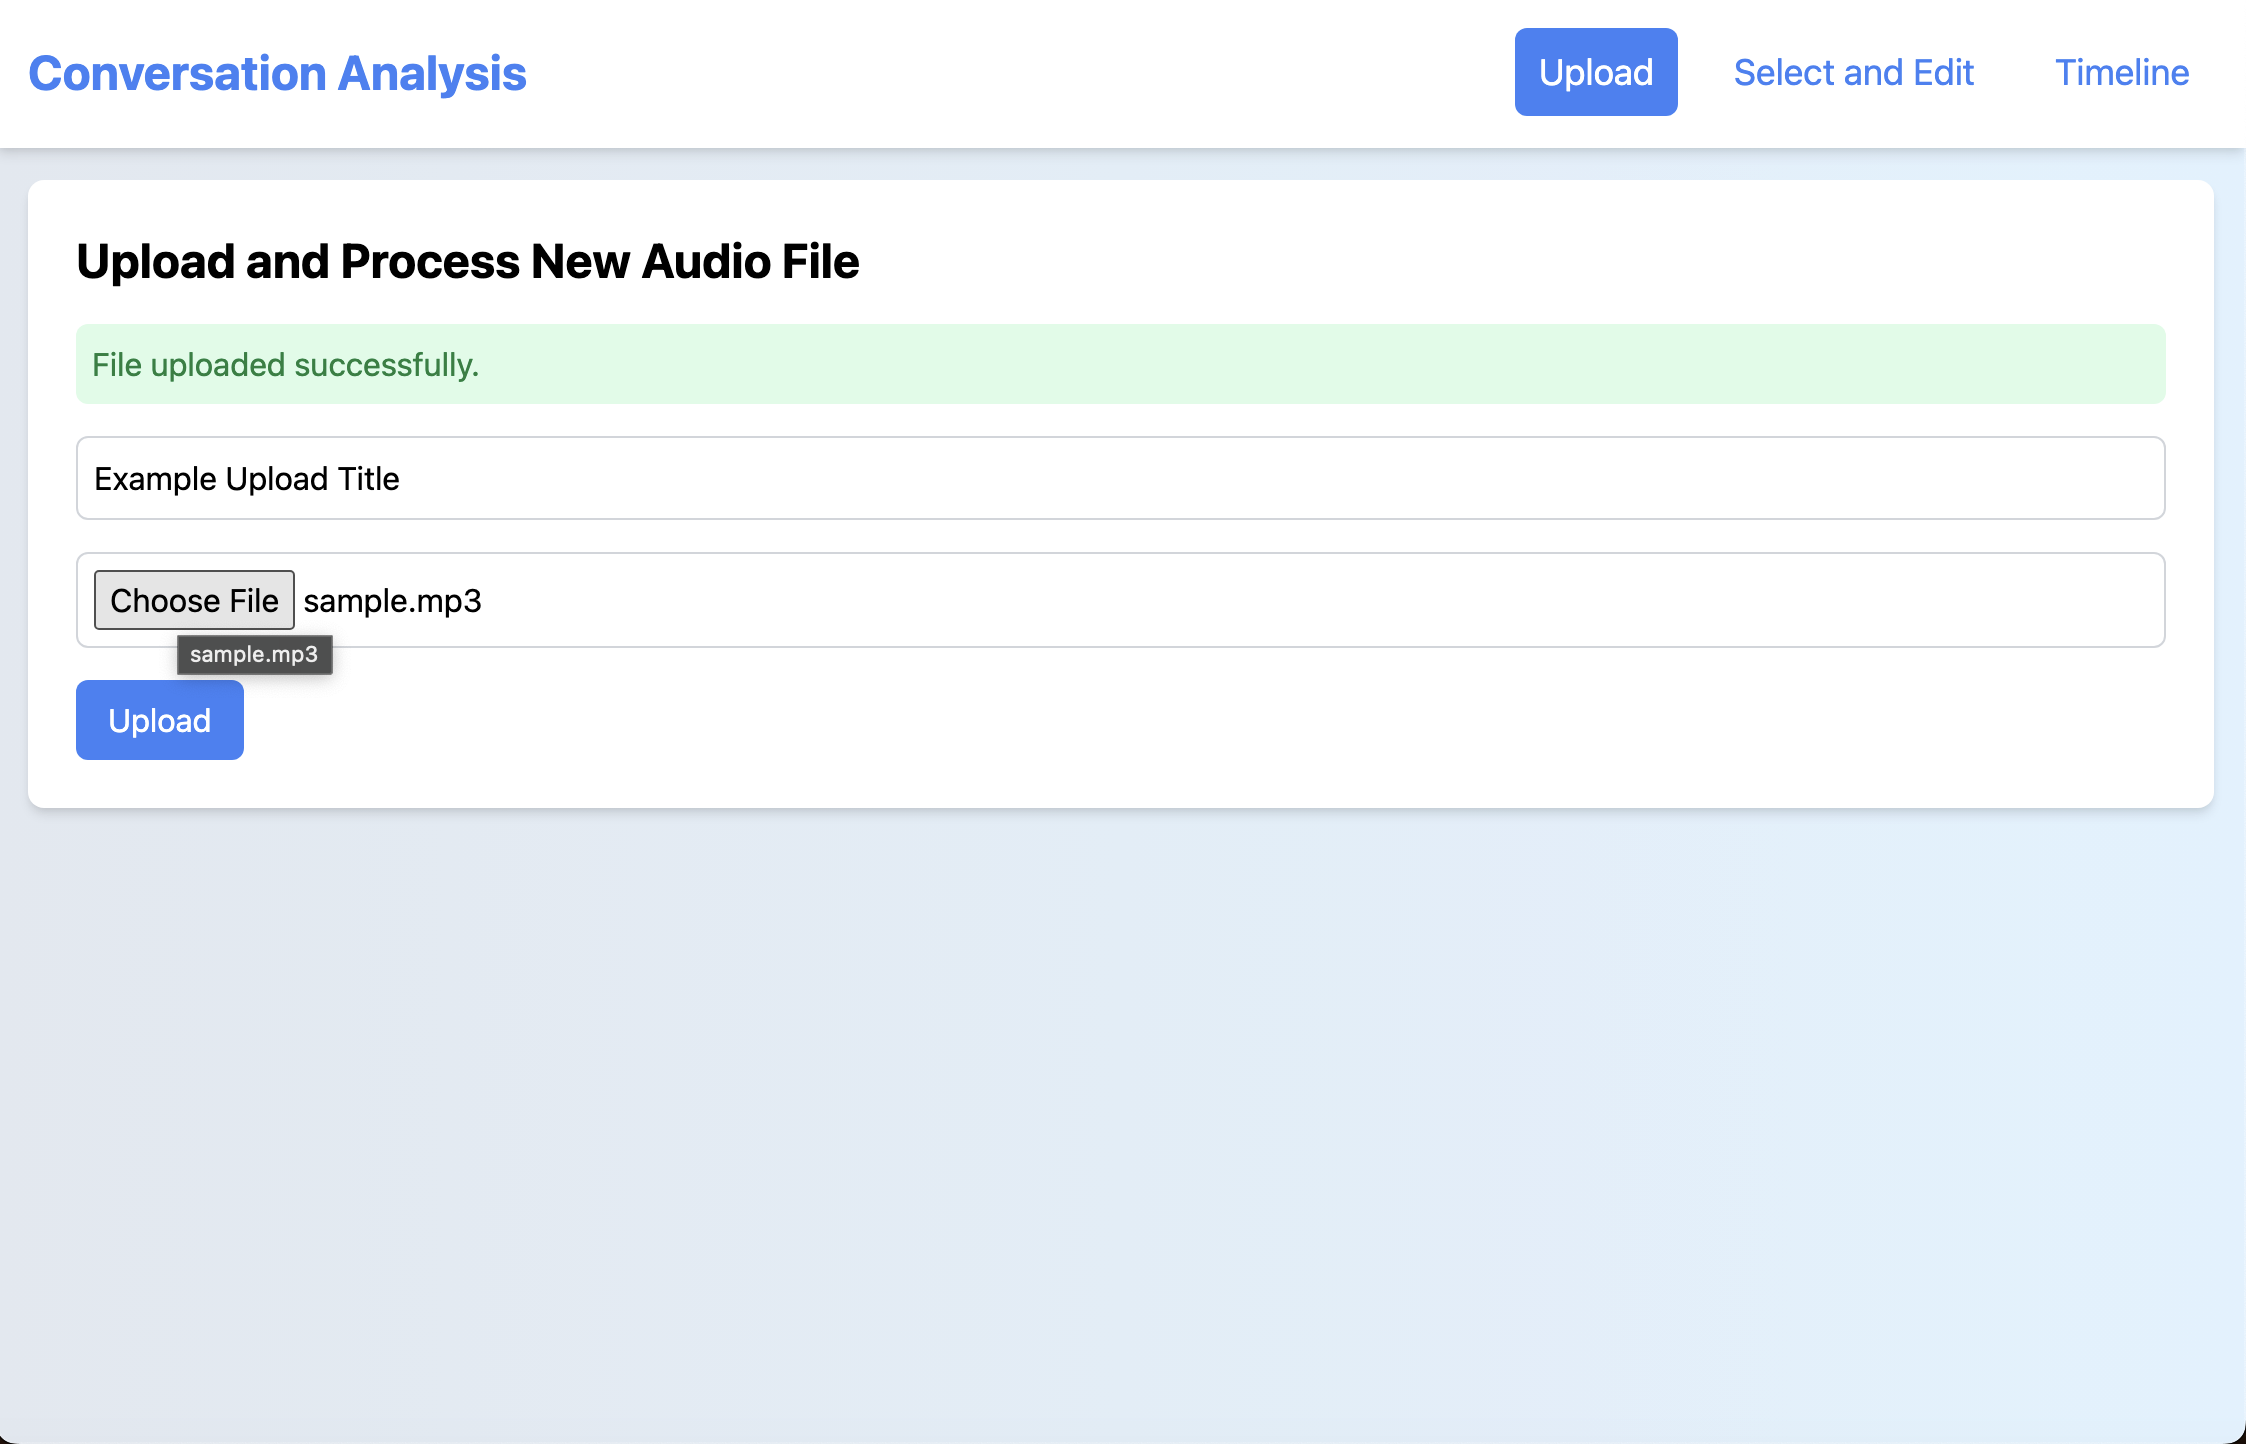 Conversation Analysis
Upload
Select and Edit
Timeline
Upload and Process New Audio File
File uploaded successfully.
Example Upload Title
Choose File sample.mp3
sample.mp3
Upload